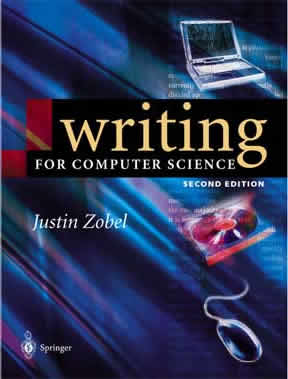 writing
FOR COMPUTER SCIENCE
SECOND EDITION
Justin Zobel
Springer